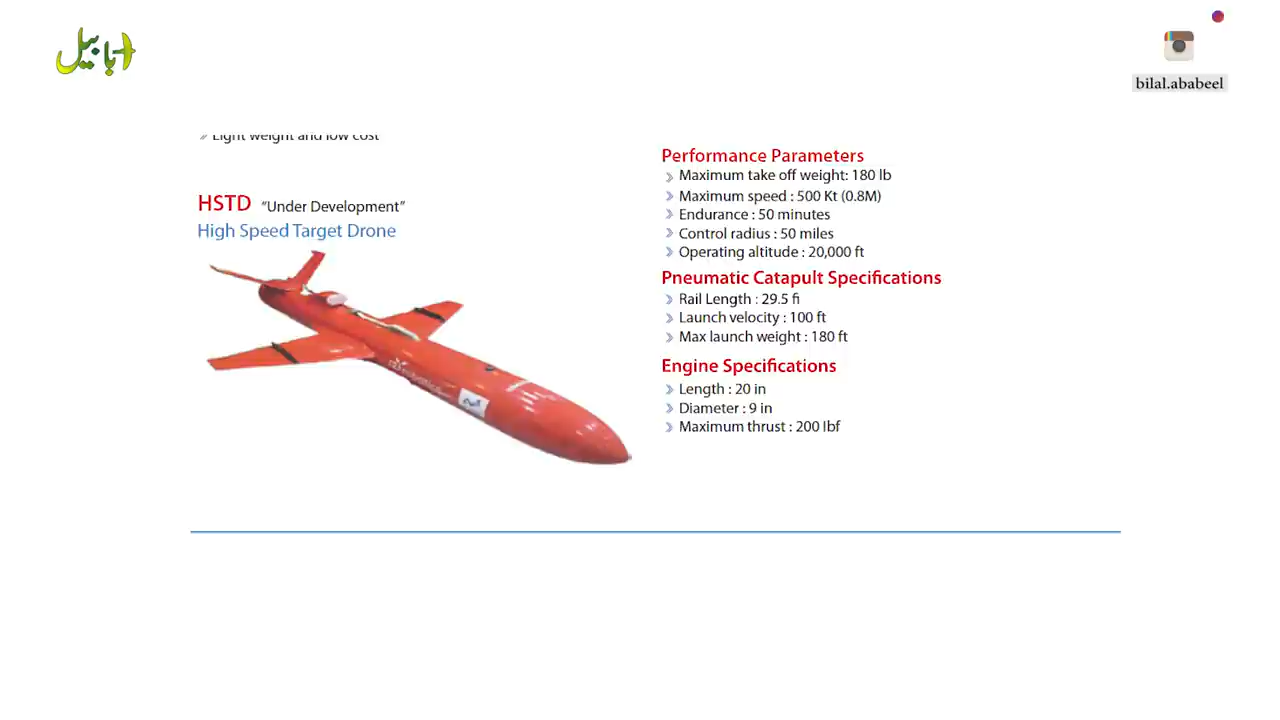 ابابیل
bilal.ababeel
Light weight and low cost
HSTD "Under Development"
High Speed Target Drone
Performance Parameters
Maximum take off weight: 180 lb
Maximum speed : 500 Kt (0.8M)
Endurance : 50 minutes
Control radius : 50 miles
Operating altitude : 20,000 ft
Pneumatic Catapult Specifications
Rail Length : 29.5 fi
Launch velocity : 100 ft
Max launch weight : 180 ft
Engine Specifications
Length : 20 in
Diameter : 9 in
Maximum thrust : 200 lbf